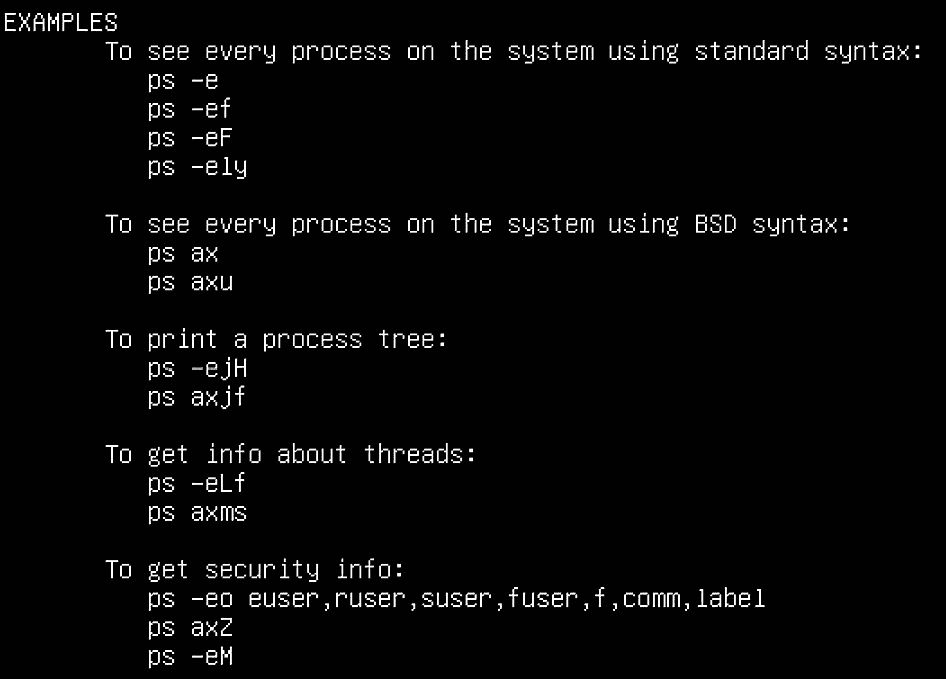 EXAMPLES
To see every process on the system using standard syntax:
ps -e
ps -ef
ps -eF
ps -ely
To see every process on the system using BSD syntax:
ps ax
ps axu
To print a process tree:
ps -ejH
ps axjf
To get info about threads:
ps -eLf
ps axms
To get security info:
ps -eo euser,ruser,suser,fuser,f,comm,label
ps axZ
ps -eM